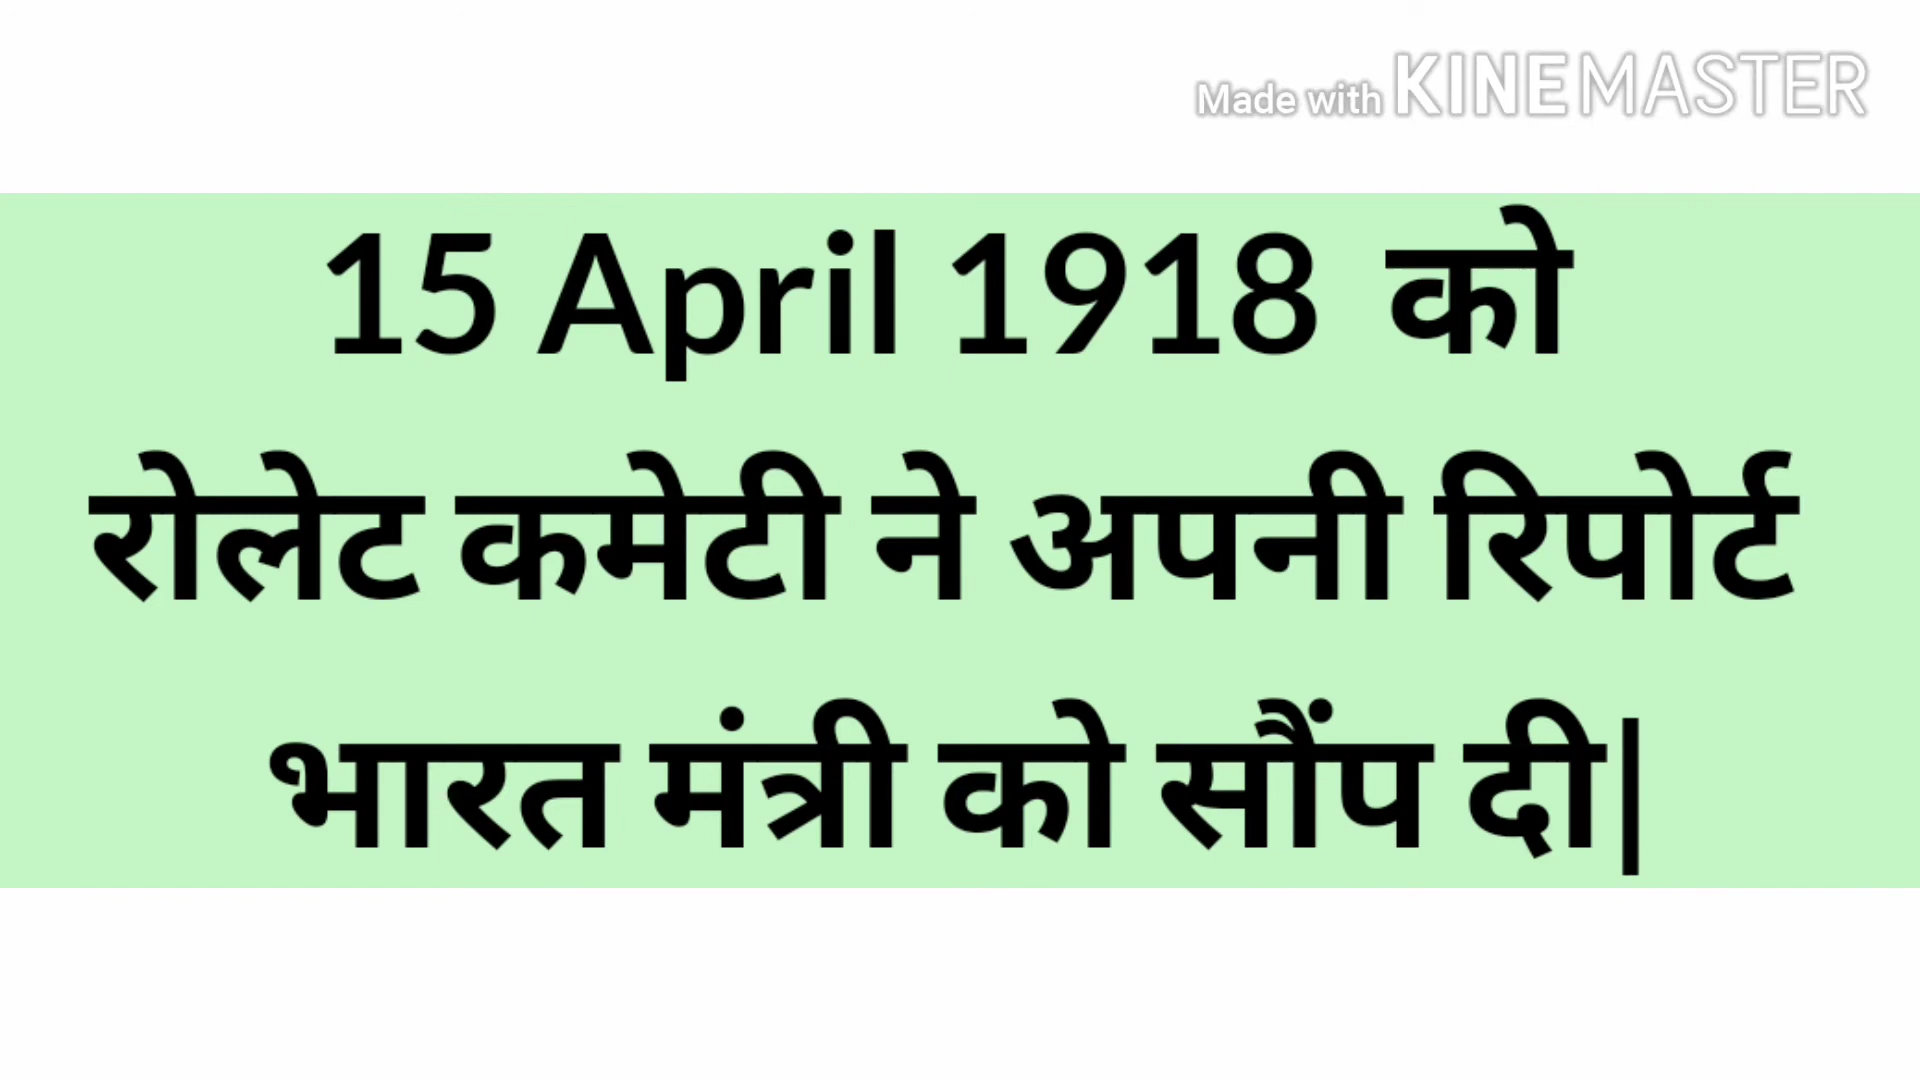 Made with KINEMASTER
15 April 1918 को
रोलेट कमेटी ने अपनी रिपोर्ट
भारत मंत्री को सौंप दी|